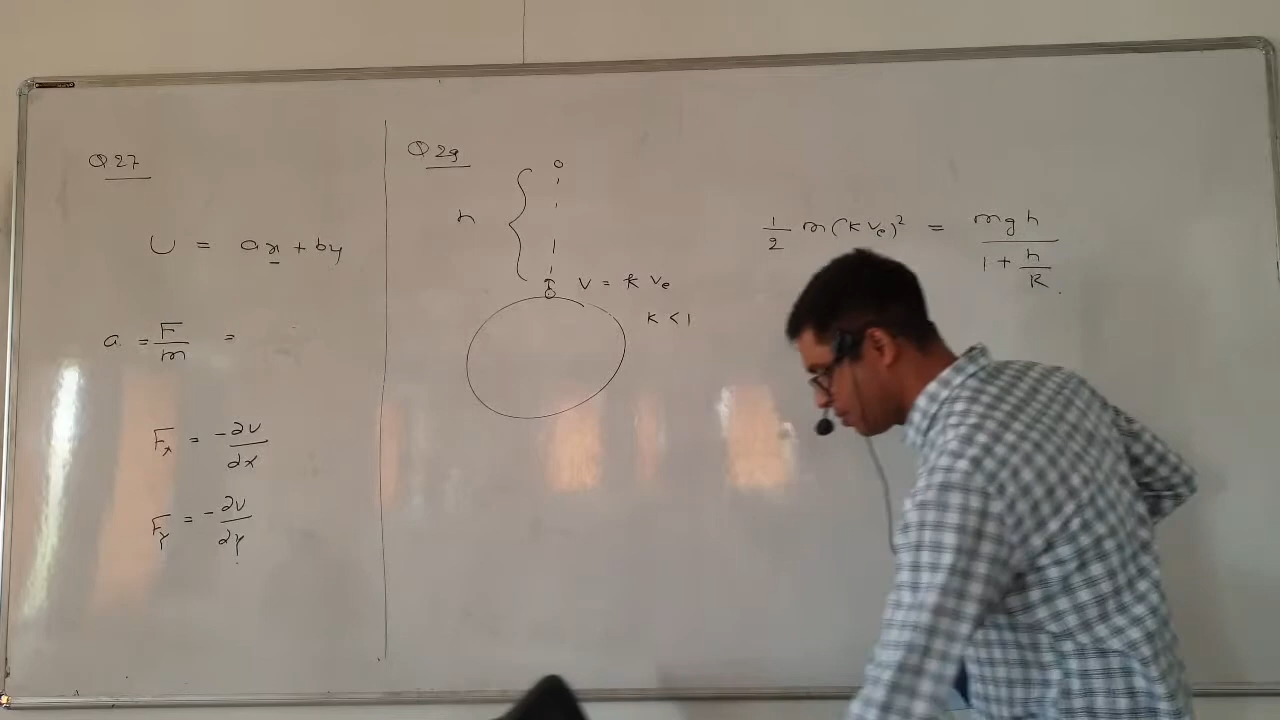 Q 27
U = ax + by
a = F/m =
Fx = -∂U/∂x
Fy = -∂U/∂y
Q 29
h
v = k ve
k < 1
1/2 m(k ve)² = mgh/(1 + h/R)